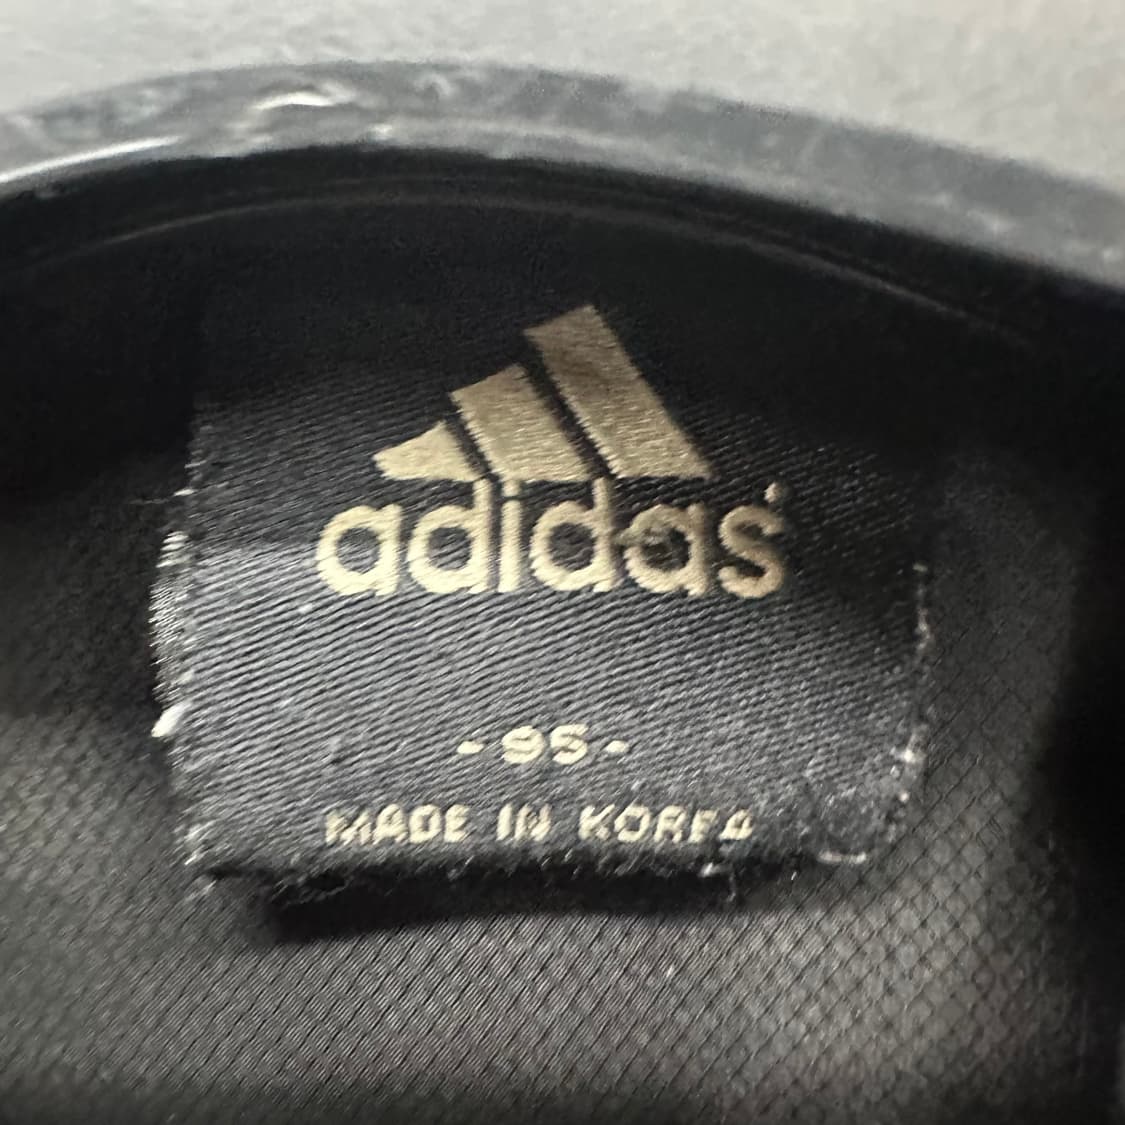 adidas
- 95 -
MADE IN KOREA